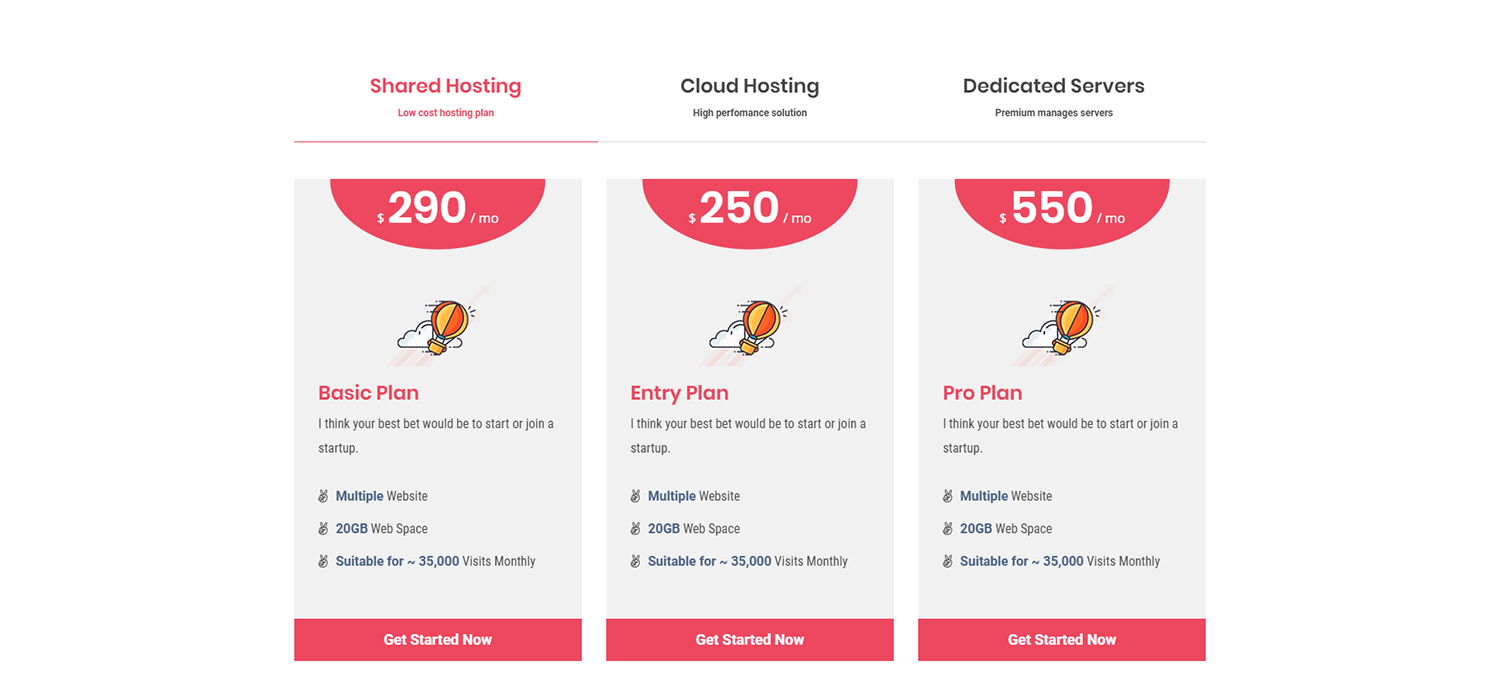 Shared Hosting
Low cost hosting plan
Cloud Hosting
High perfomance solution
Dedicated Servers
Premium manages servers
$ 290 / mo
Basic Plan
I think your best bet would be to start or join a
startup.
Multiple Website
20GB Web Space
Suitable for ~ 35,000 Visits Monthly
Get Started Now
$ 250 / mo
Entry Plan
I think your best bet would be to start or join a
startup.
Multiple Website
20GB Web Space
Suitable for ~ 35,000 Visits Monthly
Get Started Now
$ 550 / mo
Pro Plan
I think your best bet would be to start or join a
startup.
Multiple Website
20GB Web Space
Suitable for ~ 35,000 Visits Monthly
Get Started Now